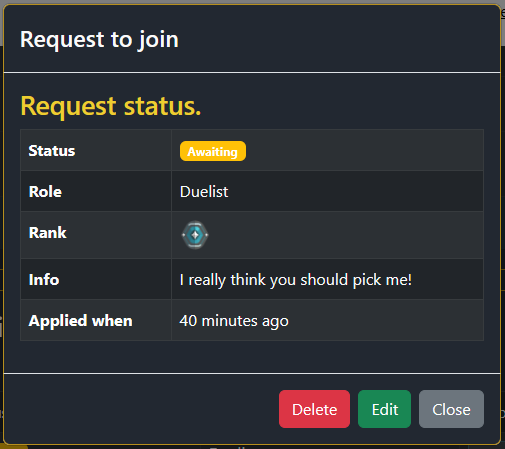 Request to join
Request status.
Status Awaiting
Role Duelist
Rank
Info I really think you should pick me!
Applied when 40 minutes ago
Delete Edit Close